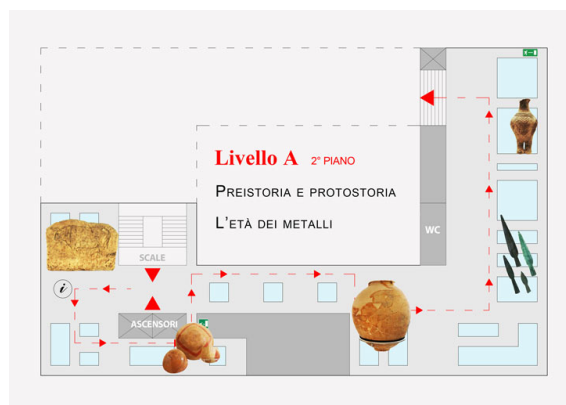 Livello A 2° PIANO
PREISTORIA E PROTOSTORIA
L'ETÀ DEI METALLI
WC
SCALE
i
ASCENSORI